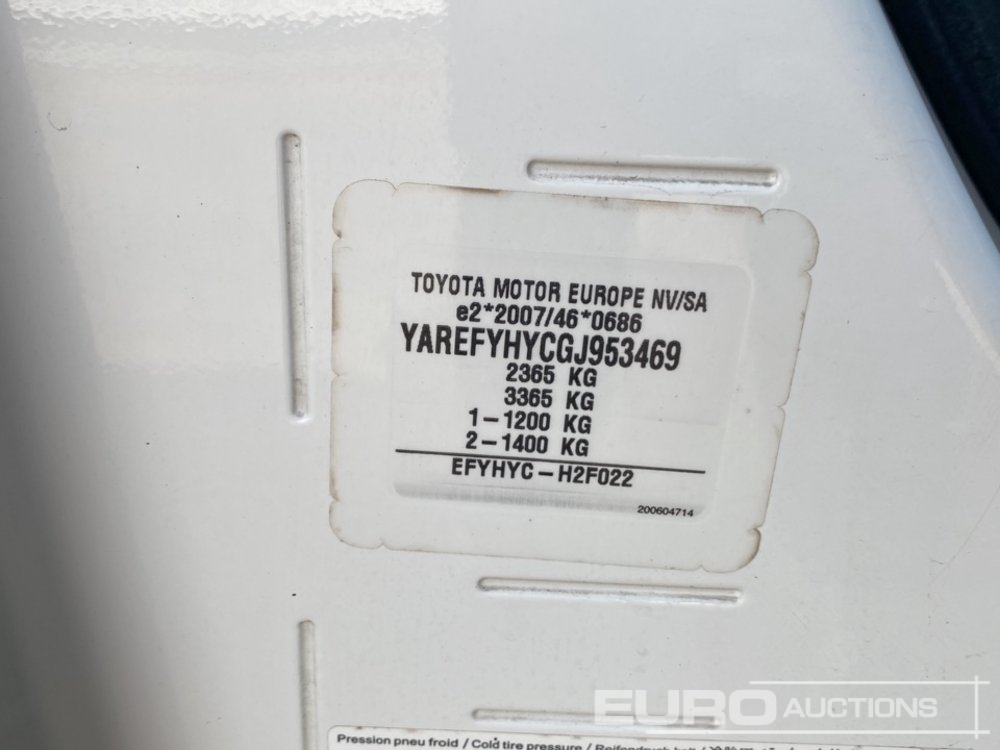 TOYOTA MOTOR EUROPE NV/SA
e2*2007/46*0686
YAREFYHYCGJ953469
2365 KG
3365 KG
1-1200 KG
2-1400 KG
EFYHYC-H2F022
200604714
EURO AUCTIONS
Pression pneu froid / Cold tire pressure /